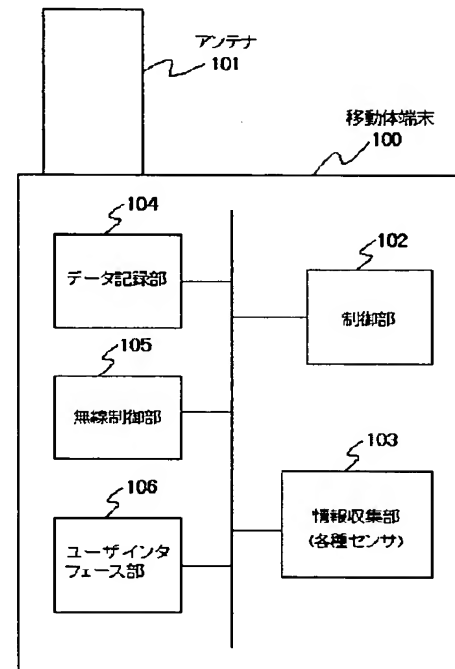 アンテナ
101
移動体端末
100
104
データ記録部
102
制御部
105
無線制御部
103
情報収集部
(各種センサ)
106
ユーザインタ
フェース部